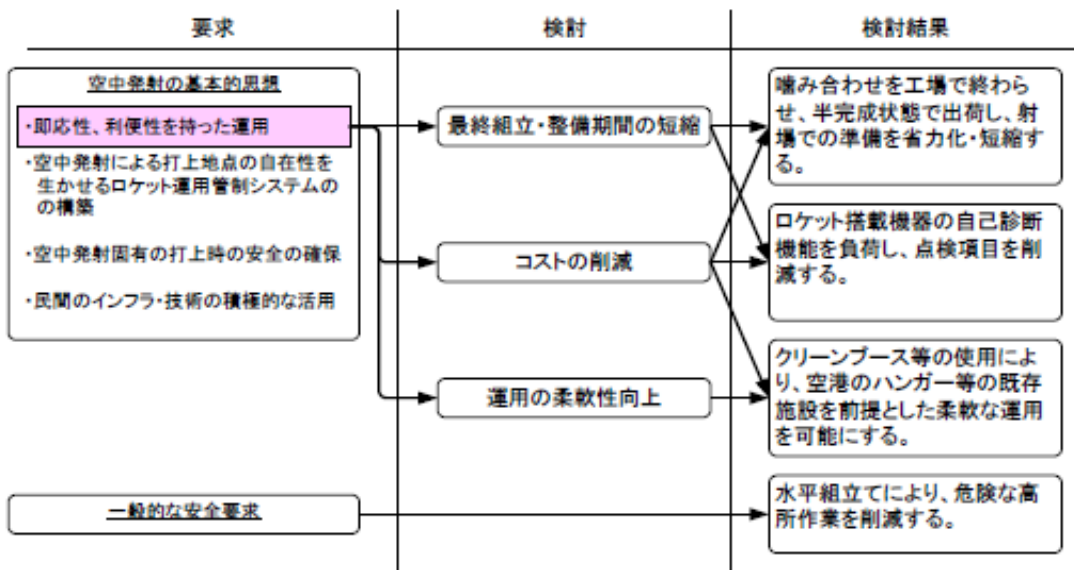 要求
検討
検討結果
空中発射の基本的思想
・即応性、利便性を持った運用
・空中発射による打上地点の自在性を
生かせるロケット運用管制システムの
の構築
・空中発射固有の打上時の安全の確保
・民間のインフラ・技術の積極的な活用
一般的な安全要求
最終組立・整備期間の短縮
コストの削減
運用の柔軟性向上
噛み合わせを工場で終わら
せ、半完成状態で出荷し、射
場での準備を省力化・短縮す
る。
ロケット搭載機器の自己診断
機能を負荷し、点検項目を削
減する。
クリーンブース等の使用によ
り、空港のハンガー等の既存
施設を前提とした柔軟な運用
を可能にする。
水平組立てにより、危険な高
所作業を削減する。